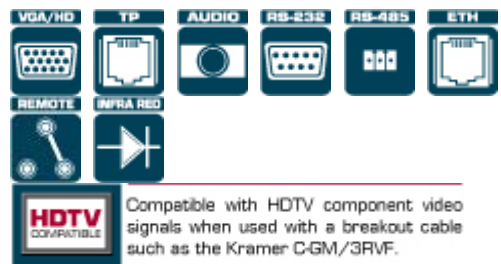 VGA/HD TP AUDIO RS-232 RS-485 ETH
REMOTE INFRA RED
HDTV
COMPATIBLE
Compatible with HDTV component video
signals when used with a breakout cable
such as the Kramer C-GM/3RVF.